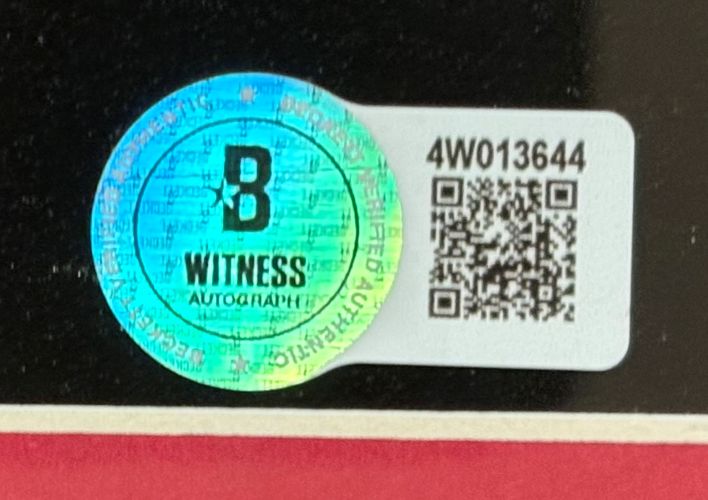 BECKETT VERIFIED AUTHENTIC ★ BECKETT VERIFIED AUTHENTIC ★
B
WITNESS
AUTOGRAPH
4W013644